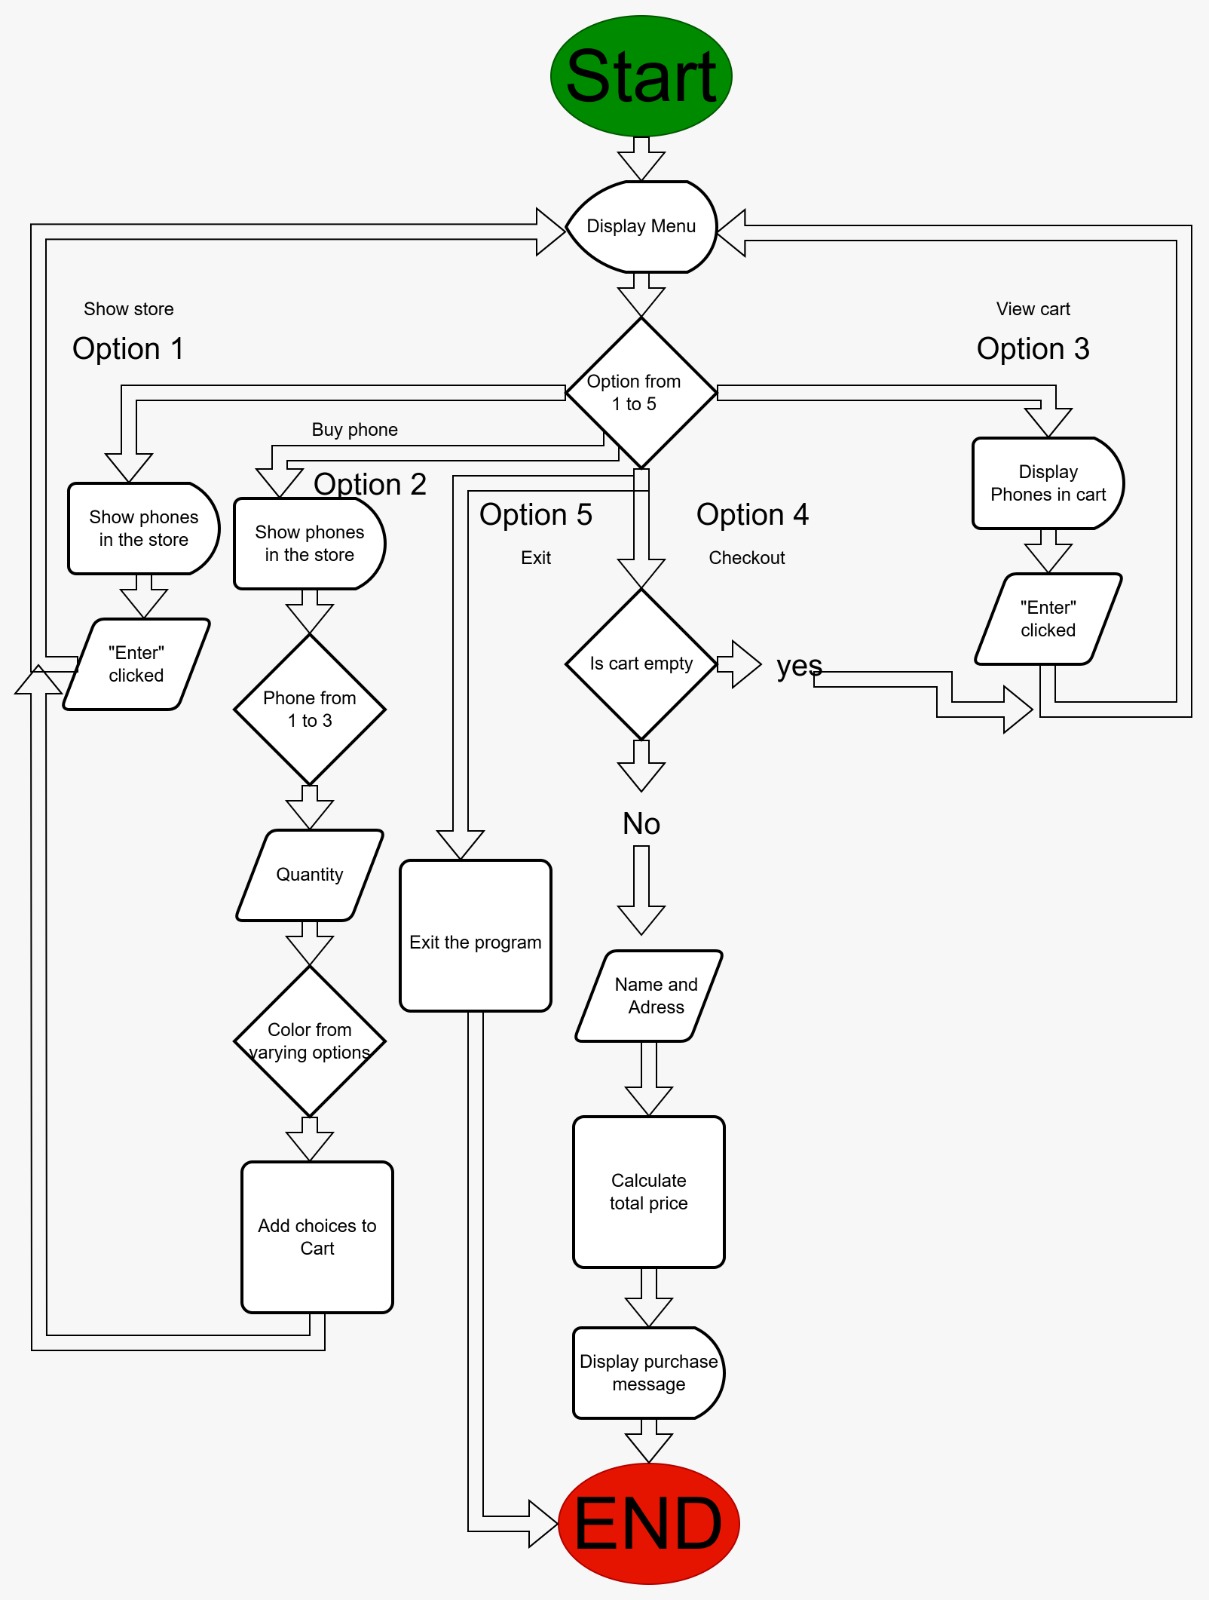 Start
Display Menu
Show store
Option 1
View cart
Option 3
Option from
1 to 5
Buy phone
Option 2
Option 5
Exit
Option 4
Checkout
Show phones
in the store
Show phones
in the store
Display
Phones in cart
"Enter"
clicked
"Enter"
clicked
Phone from
1 to 3
Is cart empty
yes
No
Quantity
Exit the program
Name and
Adress
Color from
varying options
Calculate
total price
Add choices to
Cart
Display purchase
message
END